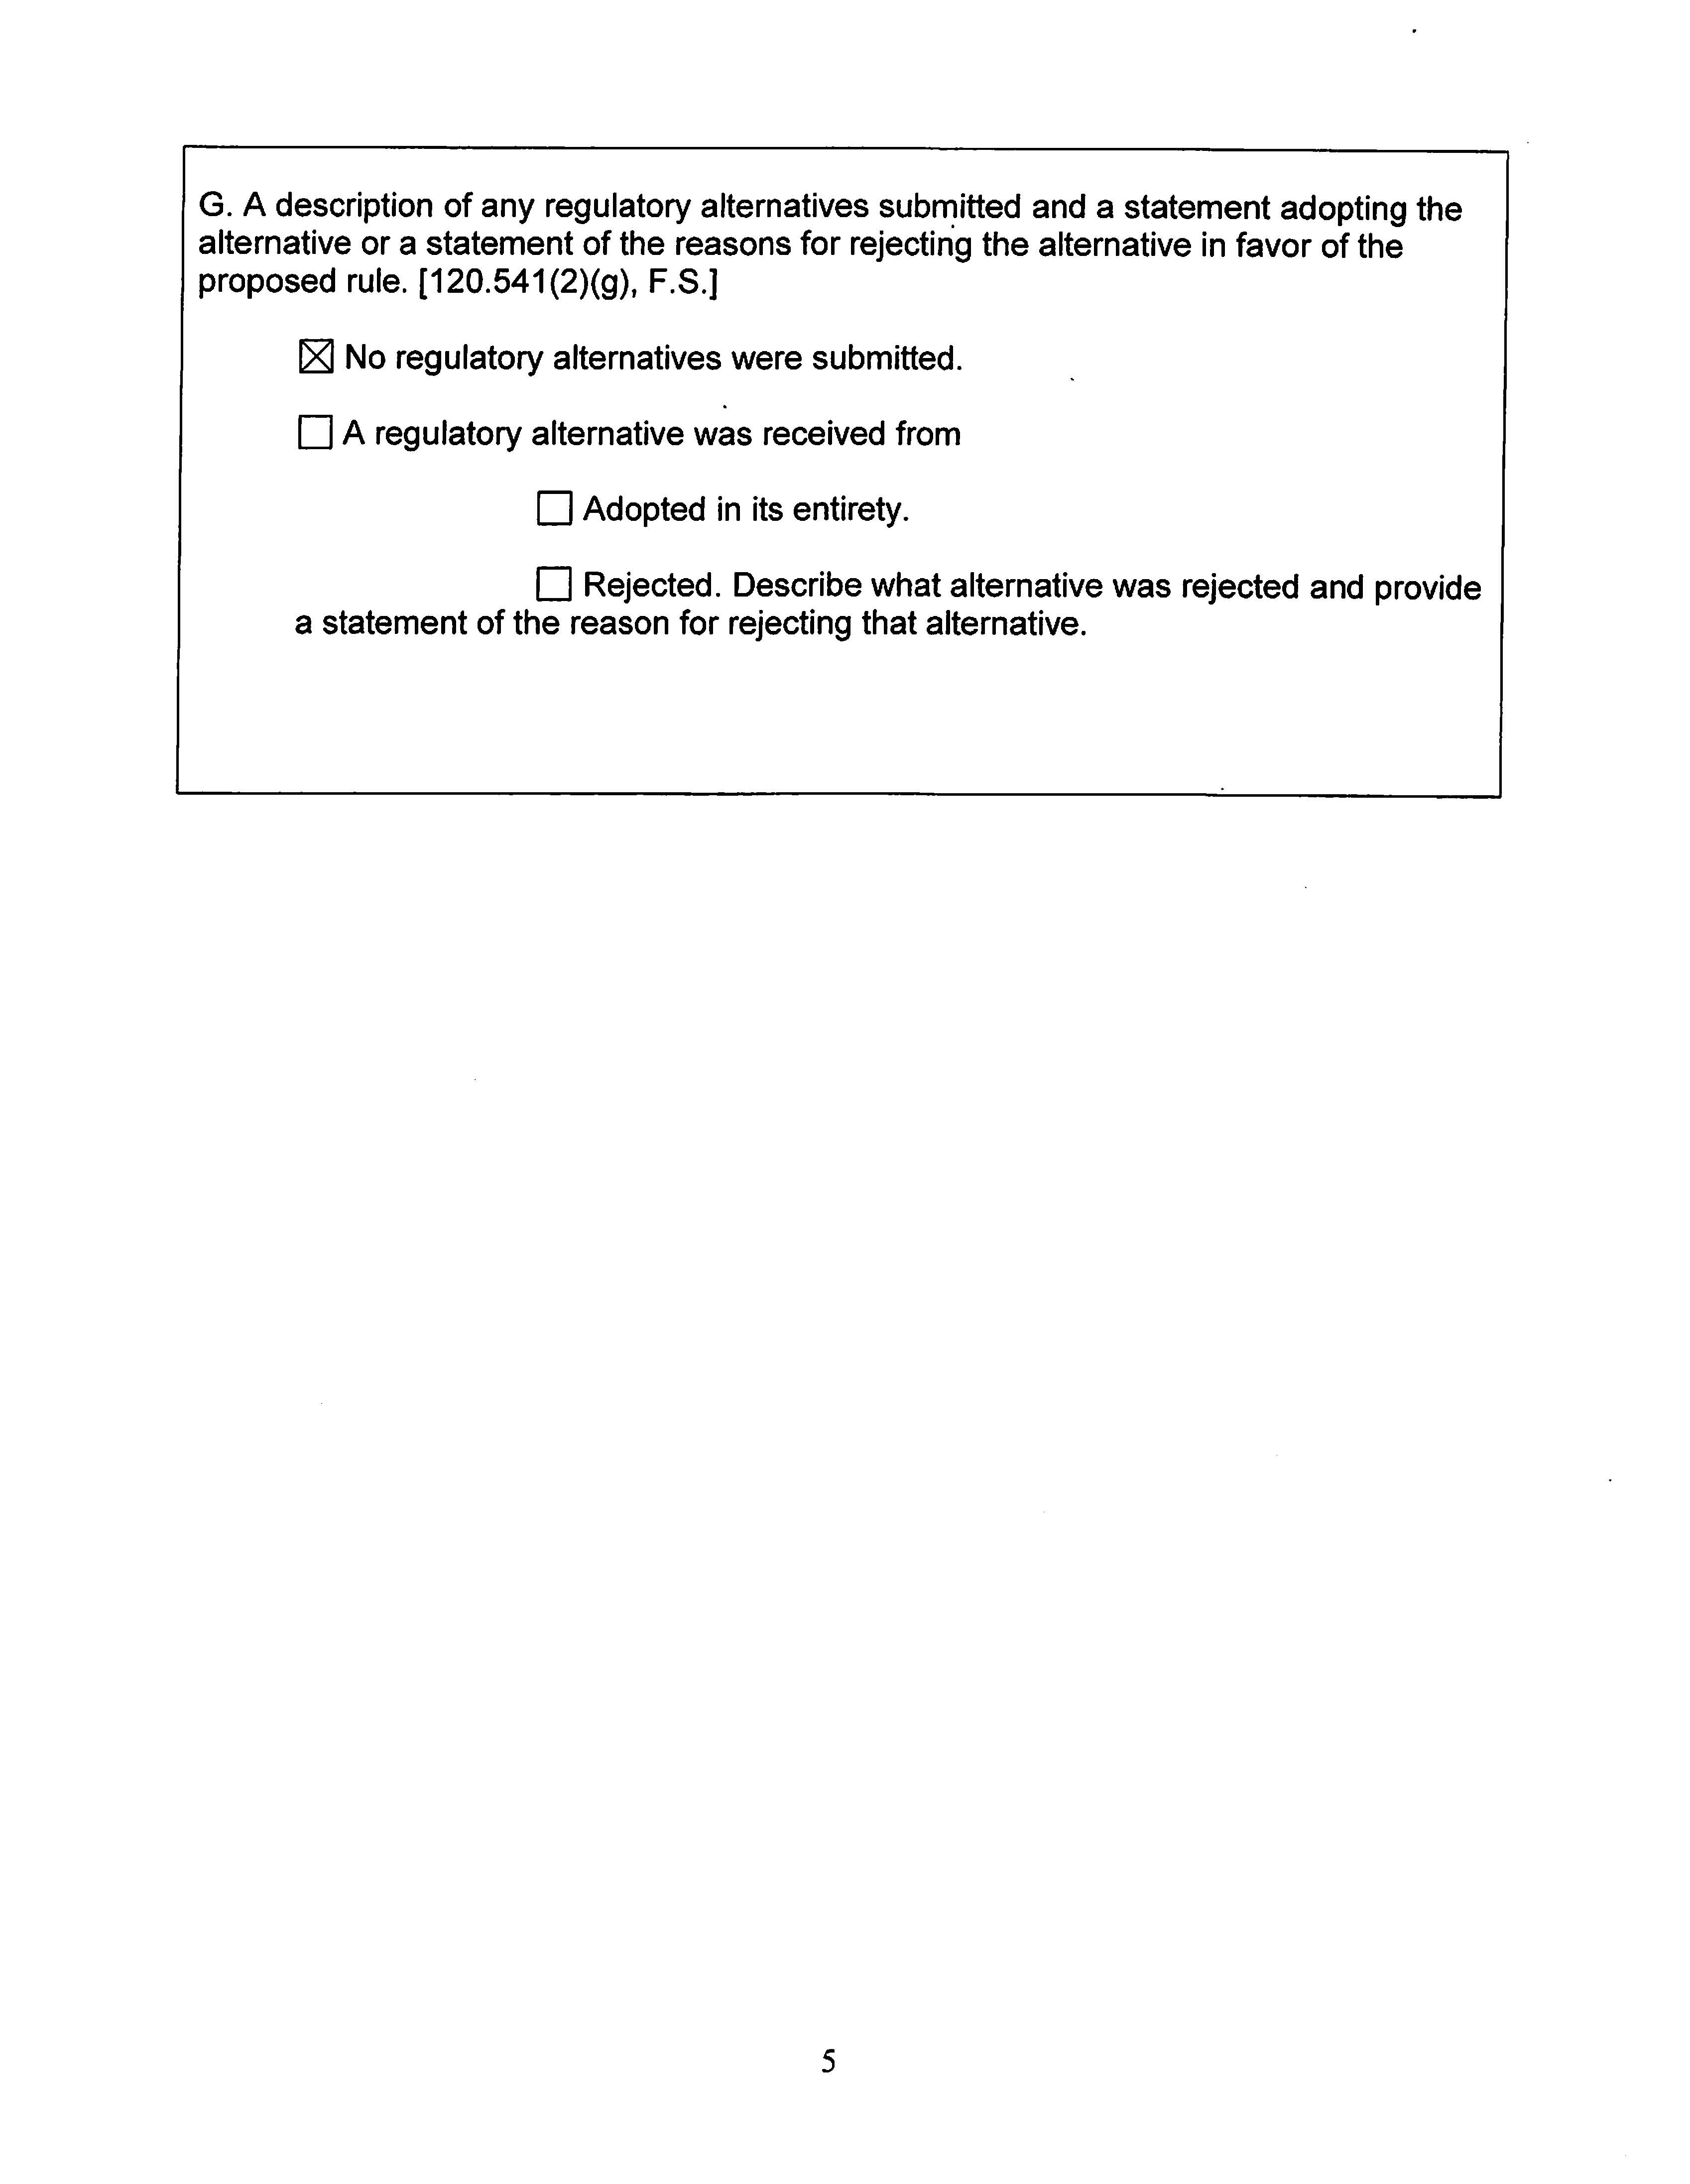 G. A description of any regulatory alternatives submitted and a statement adopting the
alternative or a statement of the reasons for rejecting the alternative in favor of the
proposed rule. [120.541(2)(g), F.S.]
☒ No regulatory alternatives were submitted.
☐ A regulatory alternative was received from
☐ Adopted in its entirety.
☐ Rejected. Describe what alternative was rejected and provide
a statement of the reason for rejecting that alternative.
5